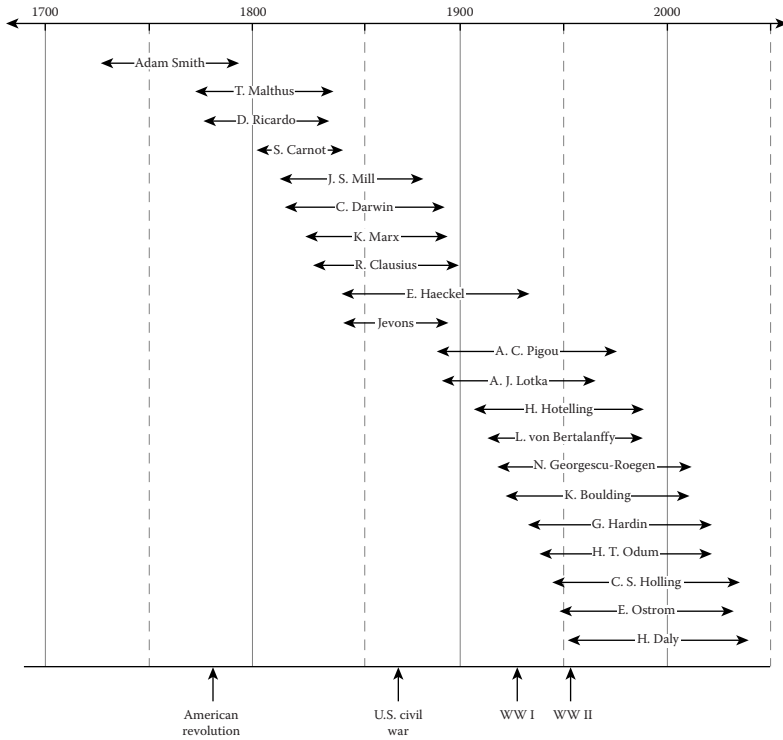 1700 1800 1900 2000
Adam Smith
T. Malthus
D. Ricardo
S. Carnot
J. S. Mill
C. Darwin
K. Marx
R. Clausius
E. Haeckel
Jevons
A. C. Pigou
A. J. Lotka
H. Hotelling
L. von Bertalanffy
N. Georgescu-Roegen
K. Boulding
G. Hardin
H. T. Odum
C. S. Holling
E. Ostrom
H. Daly
American
revolution
U.S. civil
war
WW I
WW II